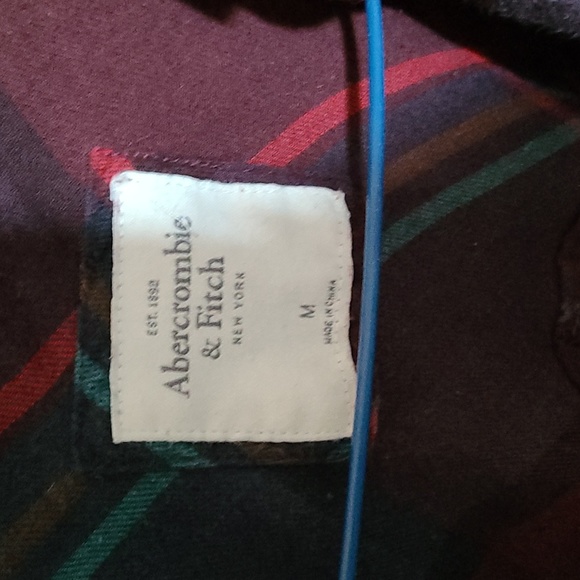 EST. 1892
Abercrombie
& Fitch
NEW YORK
M
MADE IN CHINA